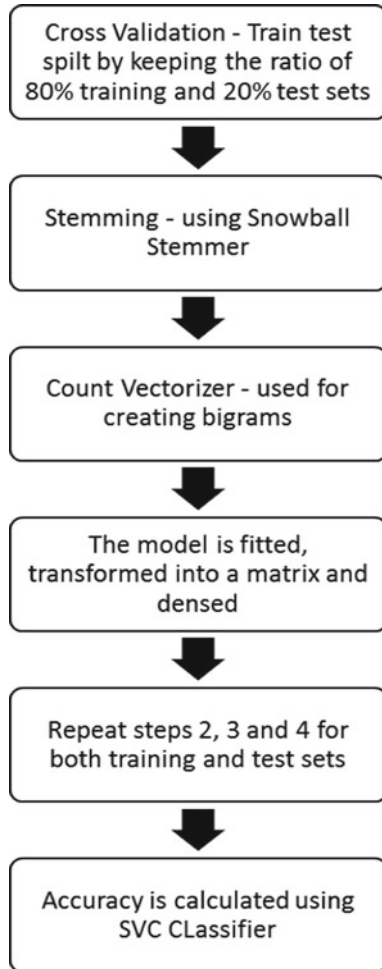 Cross Validation - Train test
spilt by keeping the ratio of
80% training and 20% test sets
Stemming - using Snowball
Stemmer
Count Vectorizer - used for
creating bigrams
The model is fitted,
transformed into a matrix and
densed
Repeat steps 2, 3 and 4 for
both training and test sets
Accuracy is calculated using
SVC CLassifier